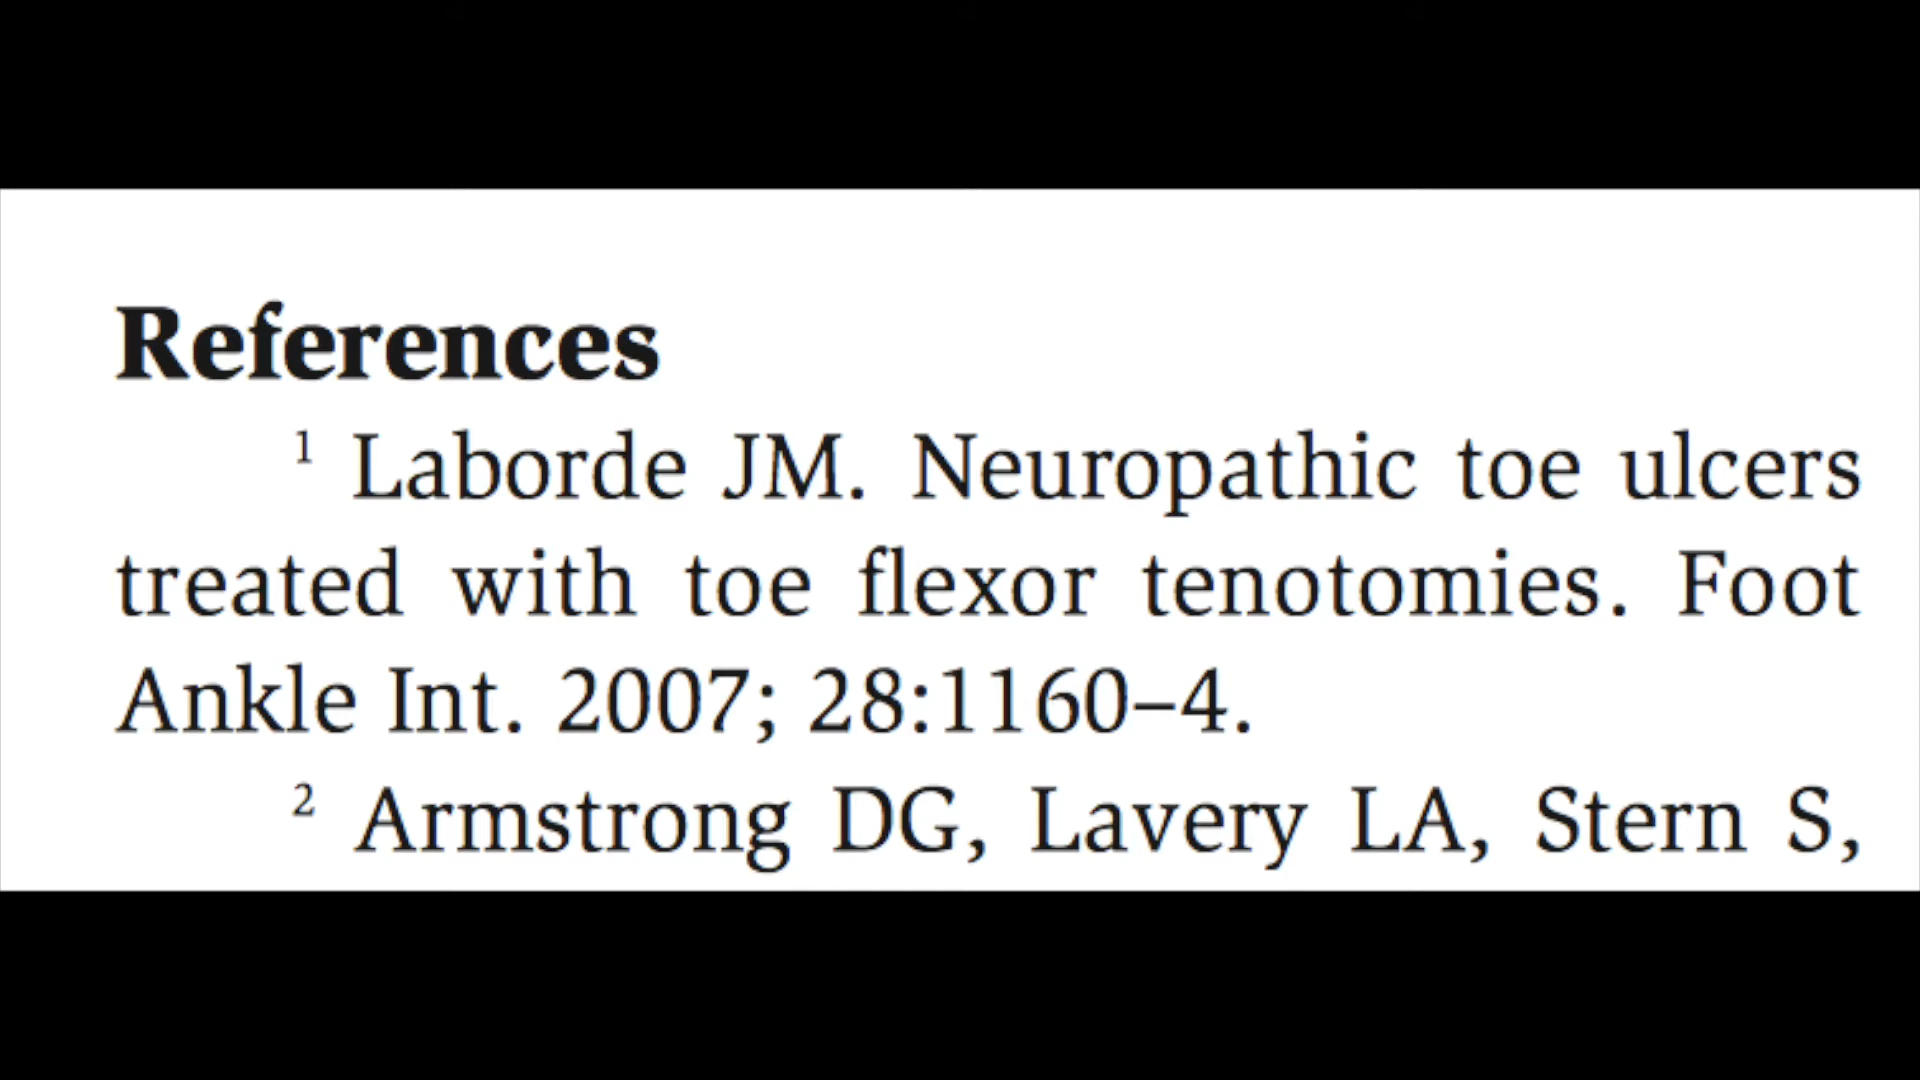 References
¹ Laborde JM. Neuropathic toe ulcers
treated with toe flexor tenotomies. Foot
Ankle Int. 2007; 28:1160–4.
² Armstrong DG, Lavery LA, Stern S,